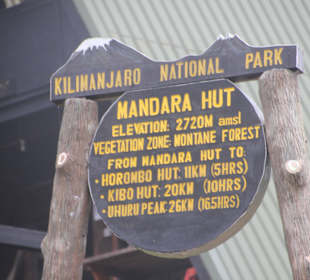 KILIMANJARO NATIONAL PARK
MANDARA HUT
ELEVATION: 2720M amsl
VEGETATION ZONE: MONTANE FOREST
FROM MANDARA HUT TO:
• HOROMBO HUT: 11KM (5HRS)
• KIBO HUT: 20KM (10HRS)
• UHURU PEAK: 26KM (16.5HRS)